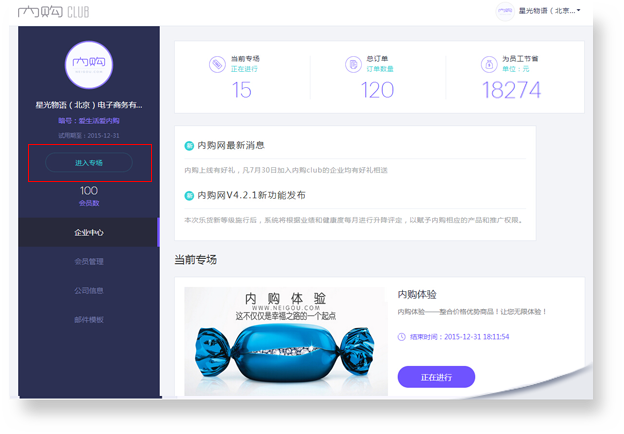 内购 CLUB
星光物语（北京...
内购
NEIGOU.COM
星光物语（北京）电子商务有...
编号：爱生活爱内购
试用期至：2015-12-31
进入专场
100
会员数
企业中心
会员管理
公司信息
邮件模板
当前专场
正在进行
15
总订单
订单数量
120
为员工节省
单位：元
18274
新 内购网最新消息
内购上线有好礼，凡7月30日加入内购club的企业均有好礼相送
新 内购网V4.2.1新功能发布
本次乐货新等级施行后，系统将根据业绩和健康度每月进行升降评定，以赋予内购相应的产品和推广权限。
当前专场
内 购 体 验
WWW.NEIGOU.COM
这不仅仅是幸福之路的一个起点
内购体验
内购体验——整合价格优势商品！让您无限体验！
结束时间：2015-12-31 18:11:54
正在进行